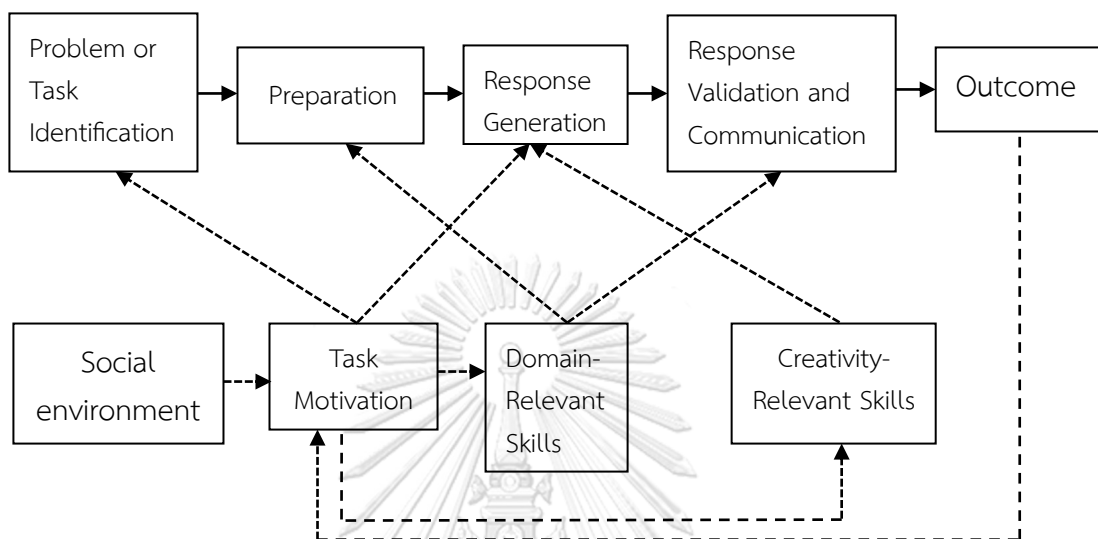 Problem or
Task
Identification
Preparation
Response
Generation
Response
Validation and
Communication
Outcome
Social
environment
Task
Motivation
Domain-
Relevant
Skills
Creativity-
Relevant Skills